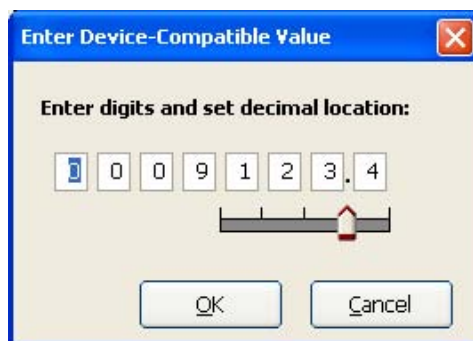 Enter Device-Compatible Value
Enter digits and set decimal location:
0 0 0 9 1 2 3 . 4
OK Cancel